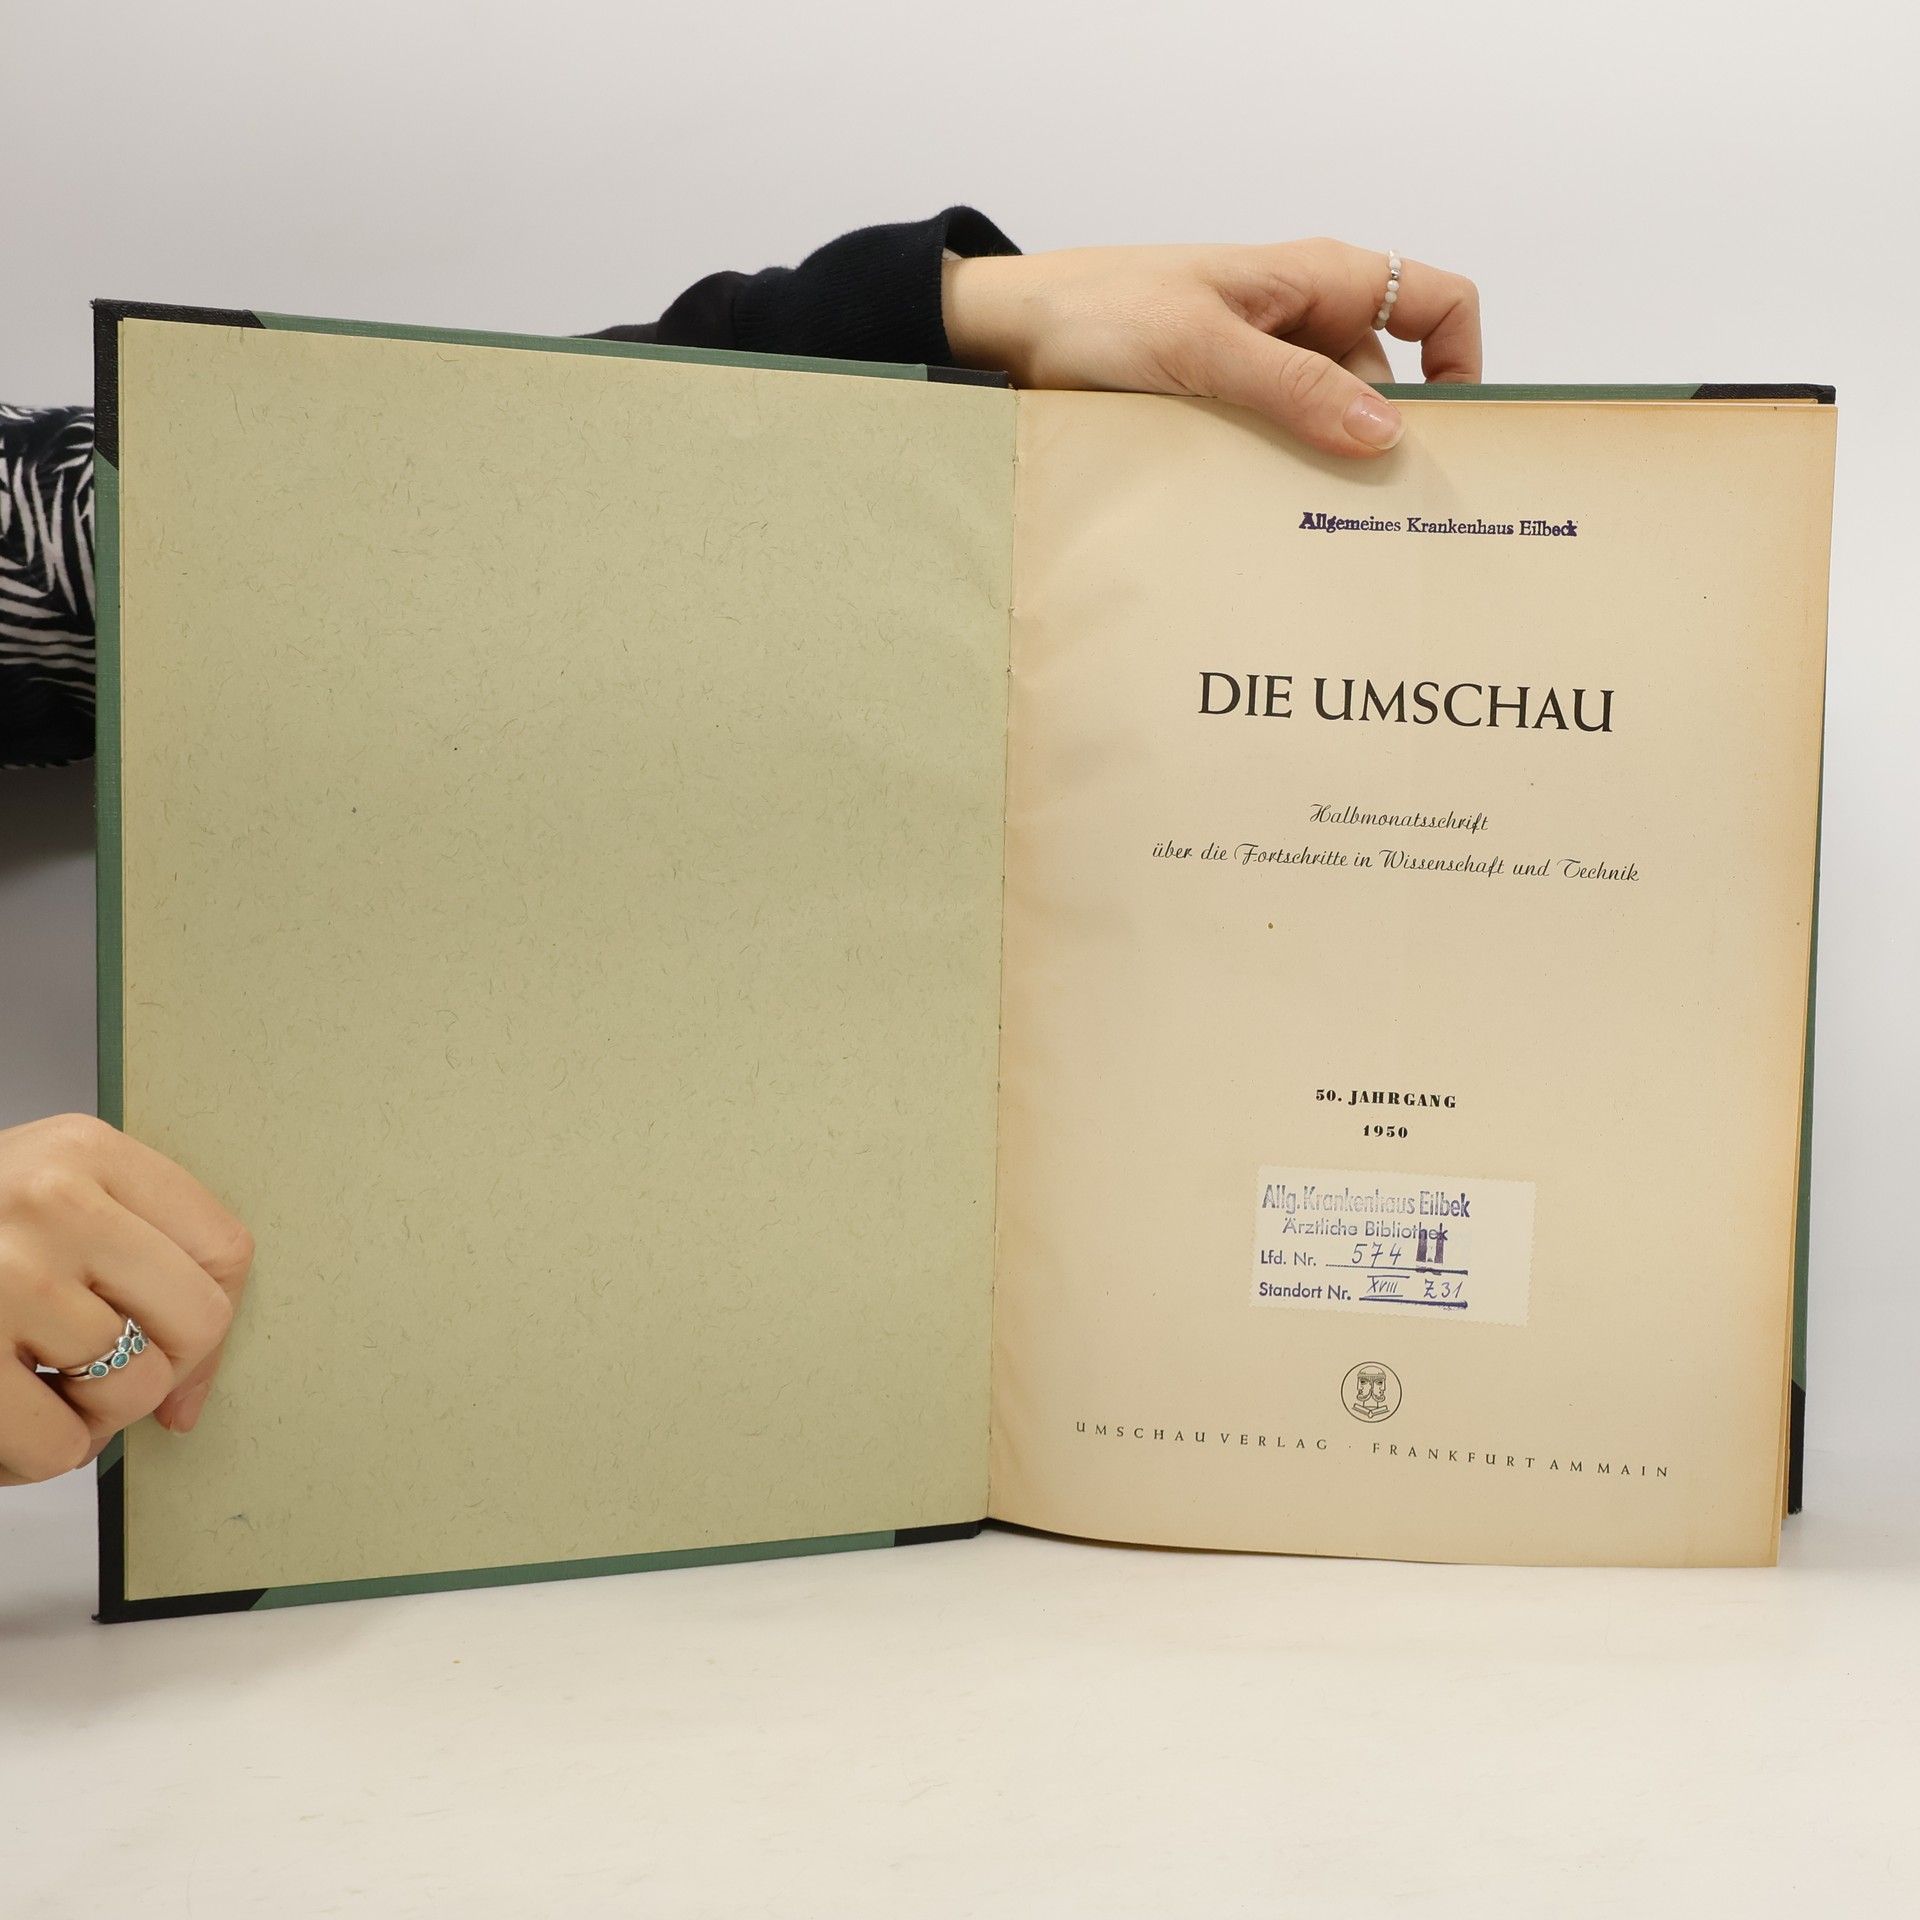 Allgemeines Krankenhaus Eilbeck
DIE UMSCHAU
Halbmonatsschrift
über die Fortschritte in Wissenschaft und Technik
50. JAHRGANG
1950
Allg. Krankenhaus Eilbek
Ärztliche Bibliothek
Lfd. Nr. 574
Standort Nr. XVIII Z 31
UMSCHAU VERLAG · FRANKFURT AM MAIN